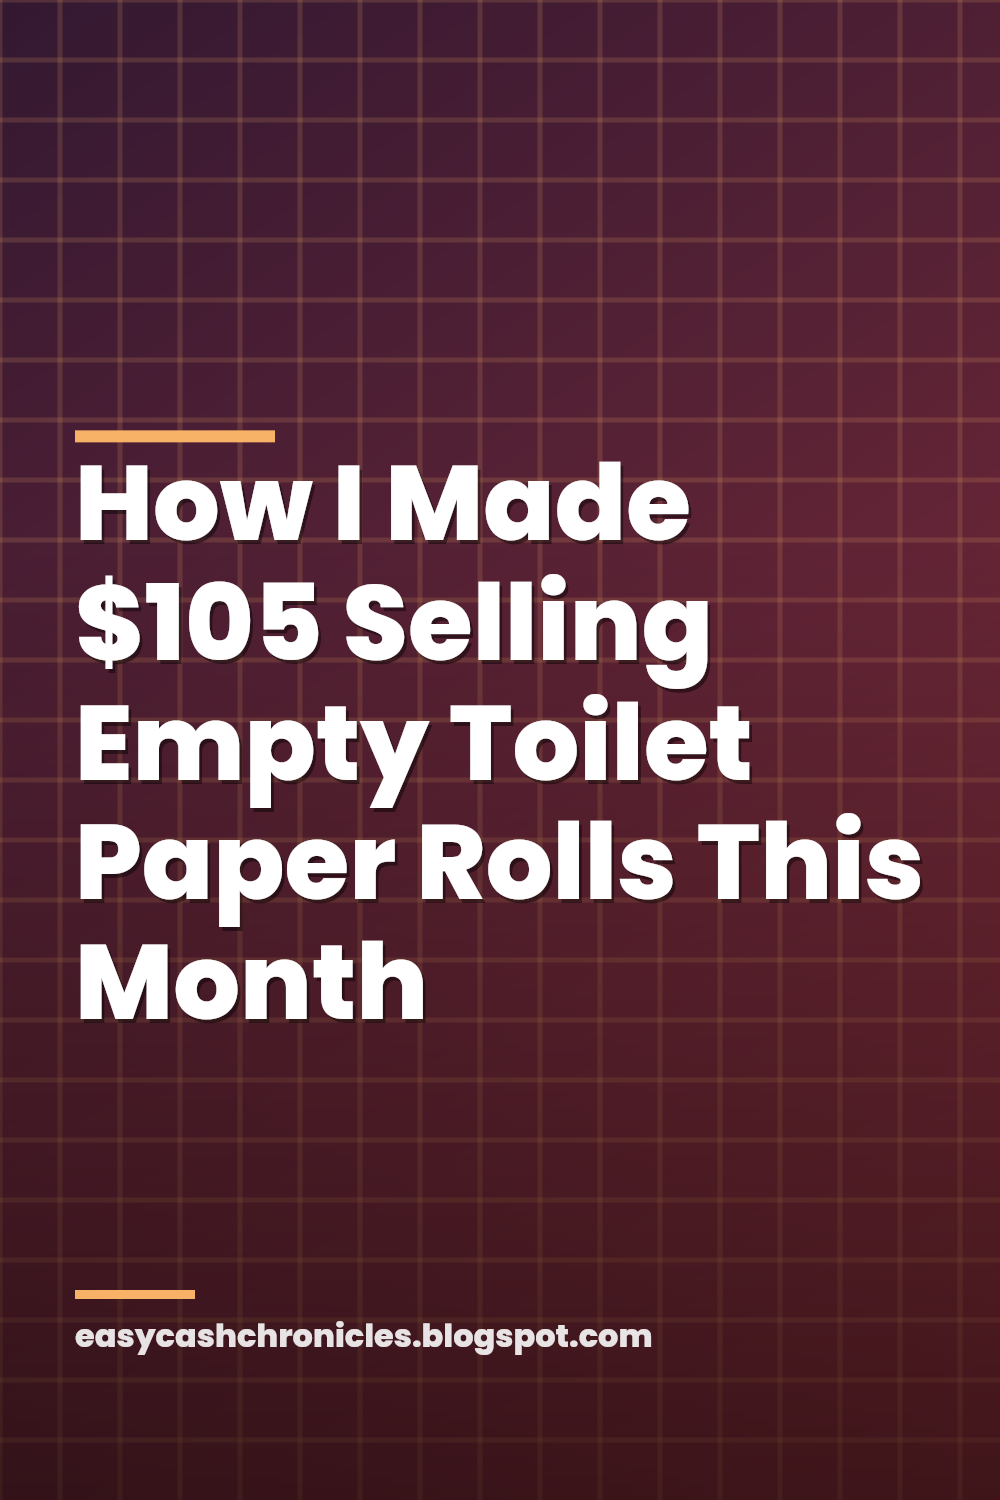 How I Made
$105 Selling
Empty Toilet
Paper Rolls This
Month
easycashchronicles.blogspot.com